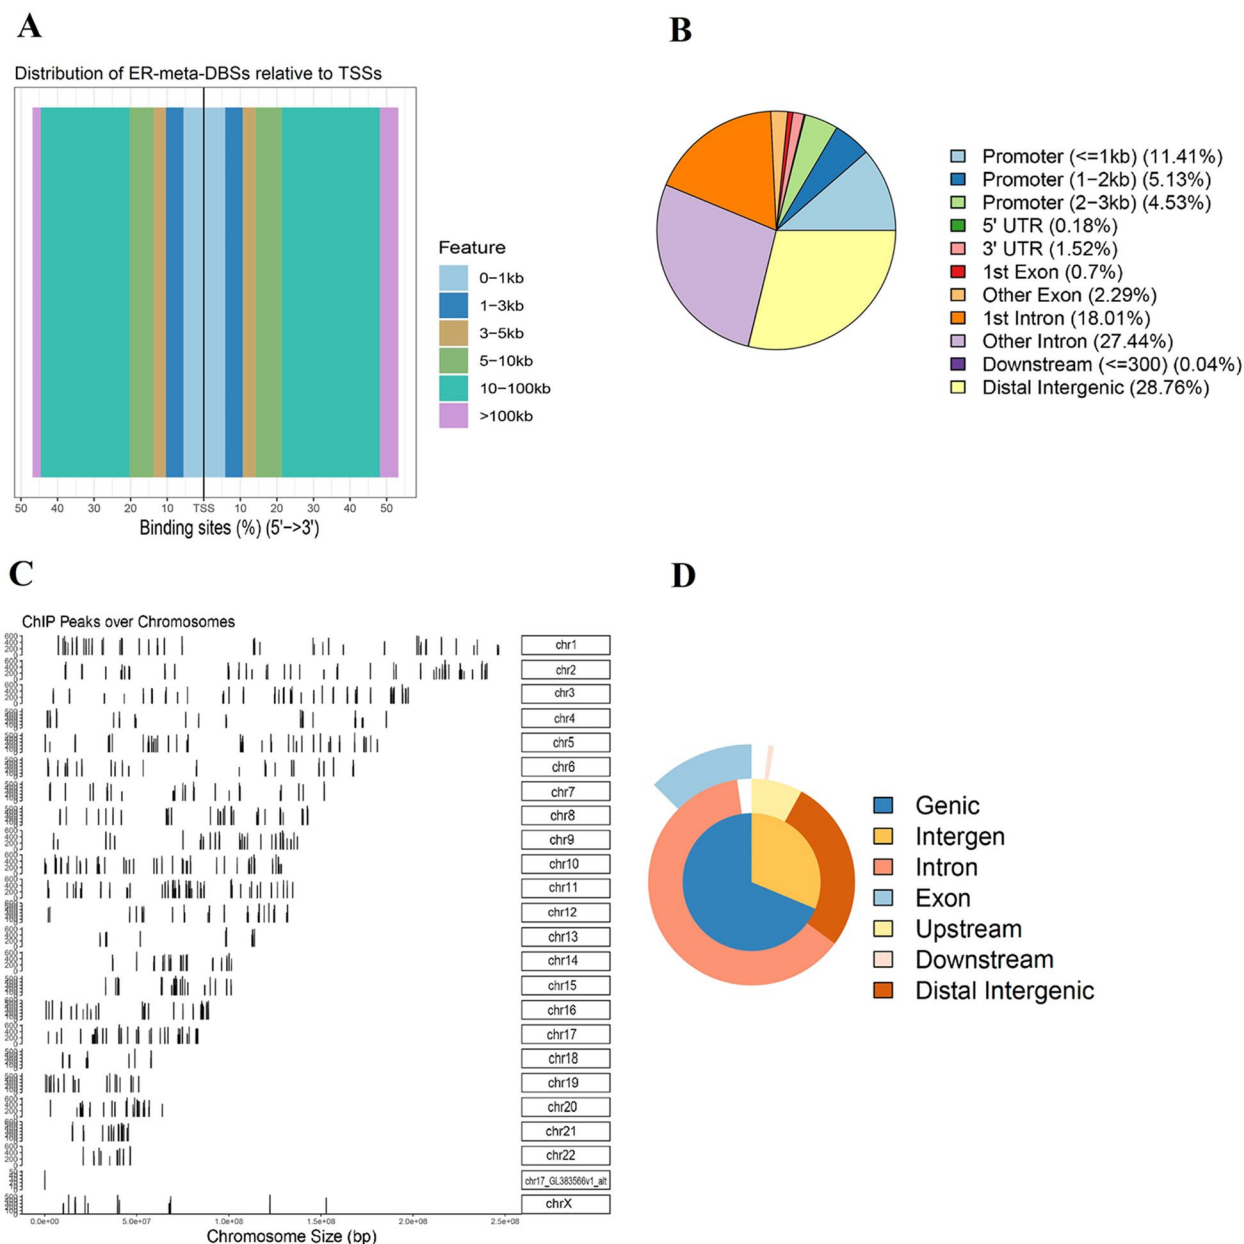 A
Distribution of ER-meta-DBSs relative to TSSs
Feature
0-1kb
1-3kb
3-5kb
5-10kb
10-100kb
>100kb
50 40 30 20 10 TSS 10 20 30 40 50
Binding sites (%) (5'->3')
B
Promoter (<=1kb) (11.41%)
Promoter (1-2kb) (5.13%)
Promoter (2-3kb) (4.53%)
5' UTR (0.18%)
3' UTR (1.52%)
1st Exon (0.7%)
Other Exon (2.29%)
1st Intron (18.01%)
Other Intron (27.44%)
Downstream (<=300) (0.04%)
Distal Intergenic (28.76%)
C
ChIP Peaks over Chromosomes
chr1
chr2
chr3
chr4
chr5
chr6
chr7
chr8
chr9
chr10
chr11
chr12
chr13
chr14
chr15
chr16
chr17
chr18
chr19
chr20
chr21
chr22
chr17_GL383566v1_alt
chrX
0.0e+00 5.0e+07 1.0e+08 1.5e+08 2.0e+08 2.5e+08
Chromosome Size (bp)
D
Genic
Intergen
Intron
Exon
Upstream
Downstream
Distal Intergenic